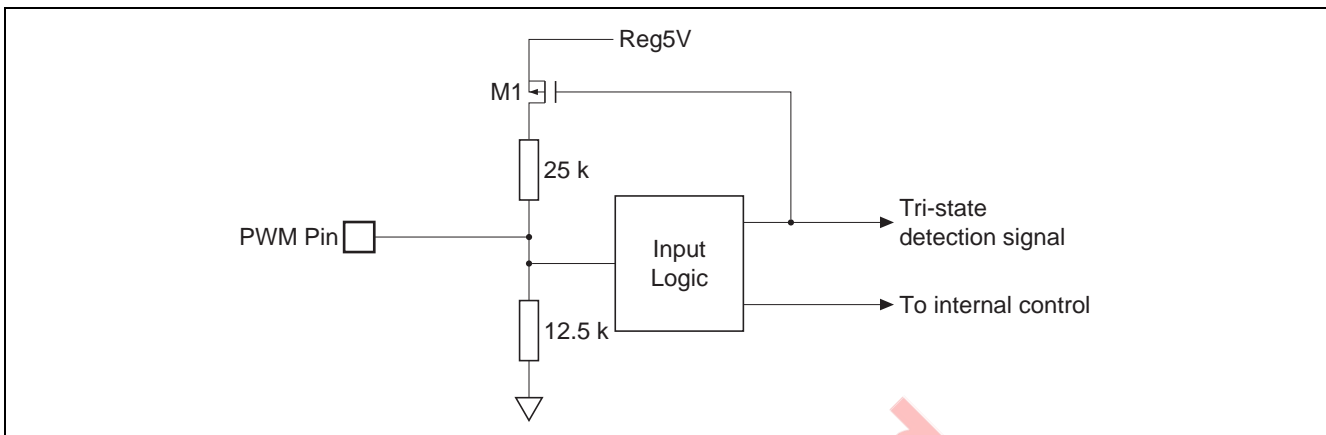 Reg5V
M1
25 k
PWM Pin
Input
Logic
Tri-state
detection signal
To internal control
12.5 k